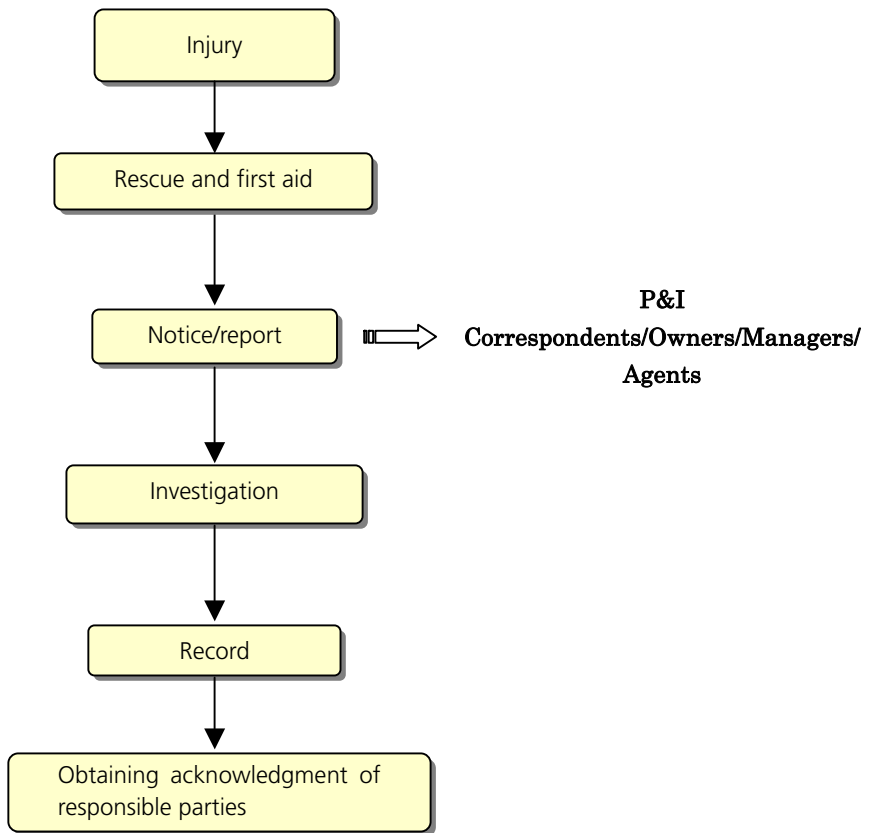 Injury
Rescue and first aid
Notice/report
P&I
Correspondents/Owners/Managers/
Agents
Investigation
Record
Obtaining acknowledgment of
responsible parties